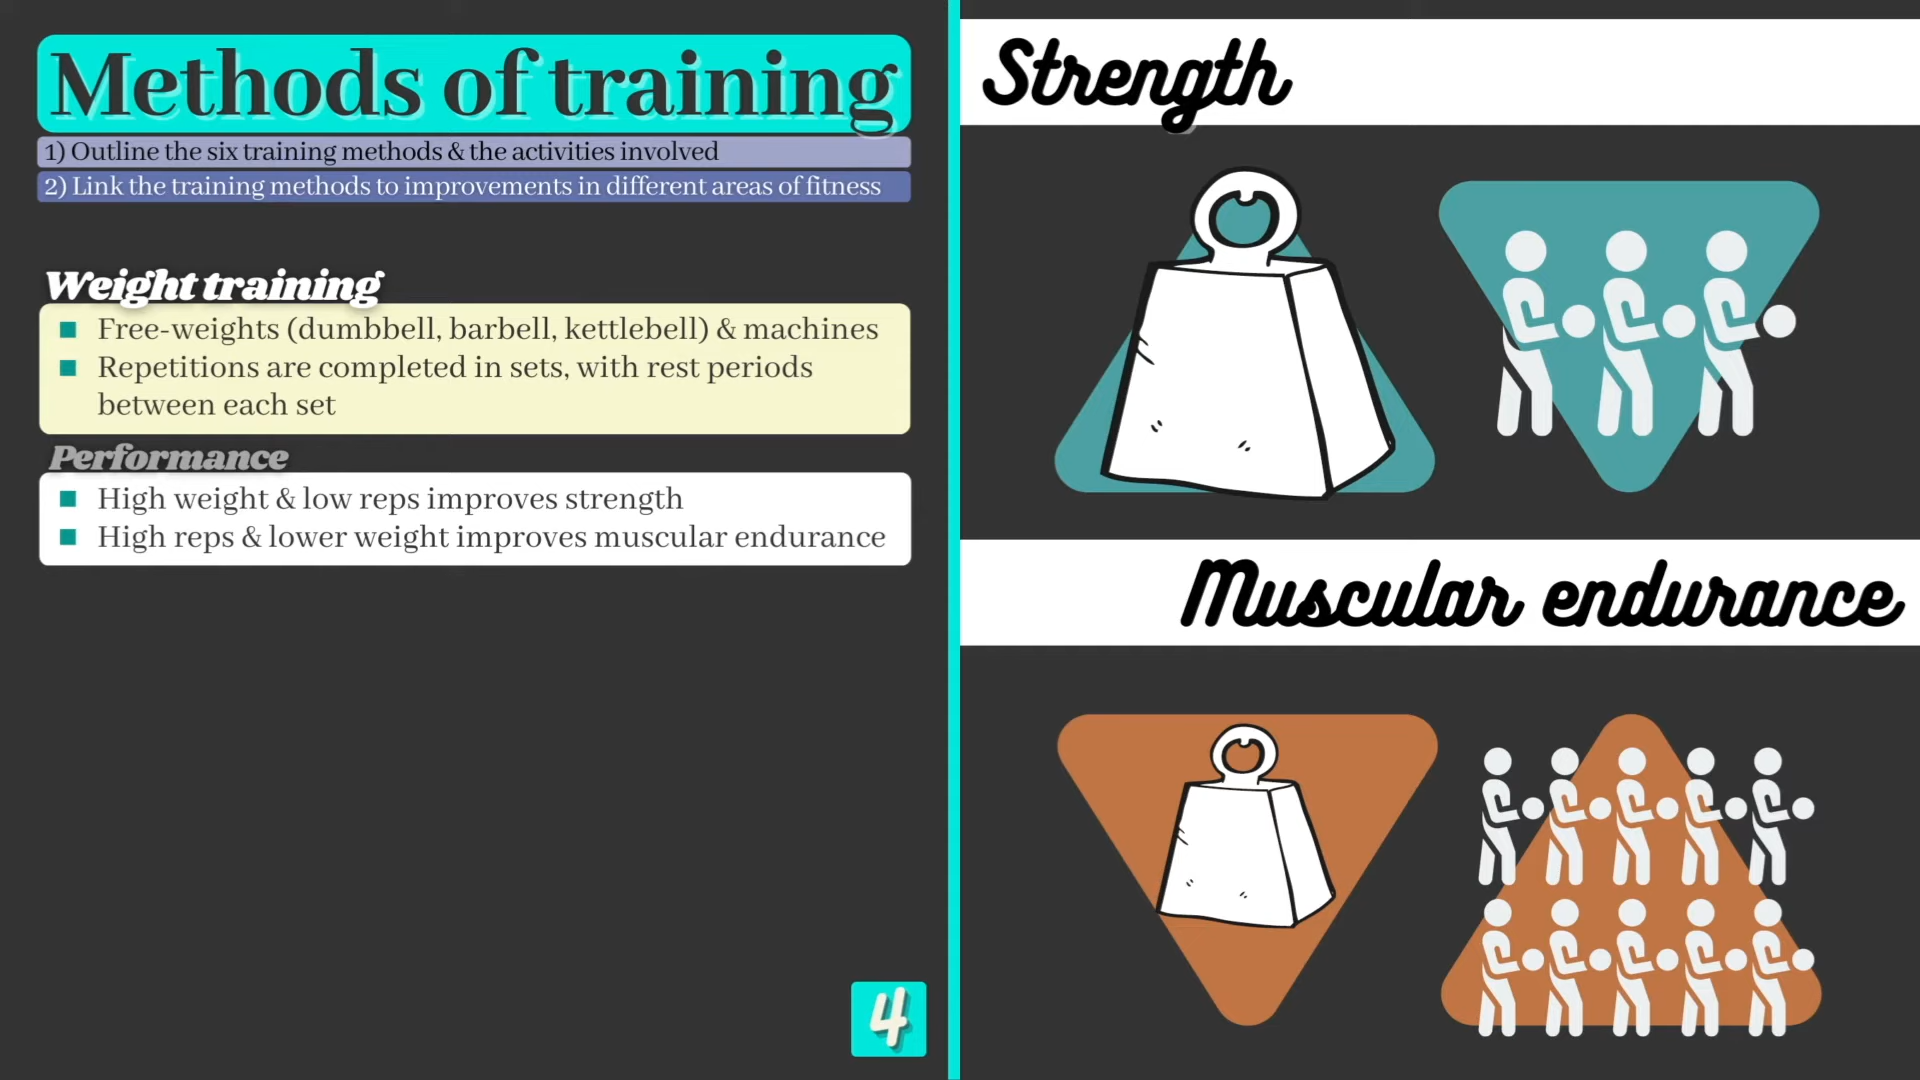 Methods of training
1) Outline the six training methods & the activities involved
2) Link the training methods to improvements in different areas of fitness
Weight training
■ Free-weights (dumbbell, barbell, kettlebell) & machines
■ Repetitions are completed in sets, with rest periods
between each set
Performance
■ High weight & low reps improves strength
■ High reps & lower weight improves muscular endurance
4
Strength
Muscular endurance